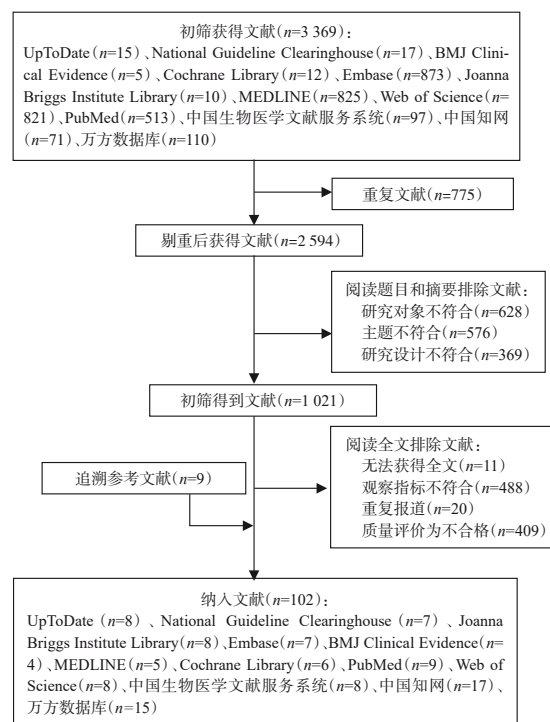 初筛获得文献(n=3 369)：
UpToDate(n=15)、National Guideline Clearinghouse(n=17)、BMJ Clini-
cal Evidence(n=5)、Cochrane Library(n=12)、Embase(n=873)、Joanna
Briggs Institute Library(n=10)、MEDLINE(n=825)、Web of Science(n=
821)、PubMed(n=513)、中国生物医学文献服务系统(n=97)、中国知网
(n=71)、万方数据库(n=110)
重复文献(n=775)
剔重后获得文献(n=2 594)
阅读题目和摘要排除文献：
研究对象不符合(n=628)
主题不符合(n=576)
研究设计不符合(n=369)
初筛得到文献(n=1 021)
阅读全文排除文献：
无法获得全文(n=11)
观察指标不符合(n=488)
重复报道(n=20)
质量评价为不合格(n=409)
追溯参考文献(n=9)
纳入文献(n=102)：
UpToDate (n=8) 、National Guideline Clearinghouse (n=7) 、Joanna
Briggs Institute Library(n=8)、Embase(n=7)、BMJ Clinical Evidence(n=
4)、MEDLINE(n=5)、Cochrane Library(n=6)、PubMed(n=9)、Web of
Science(n=8)、中国生物医学文献服务系统(n=8)、中国知网(n=17)、
万方数据库(n=15)